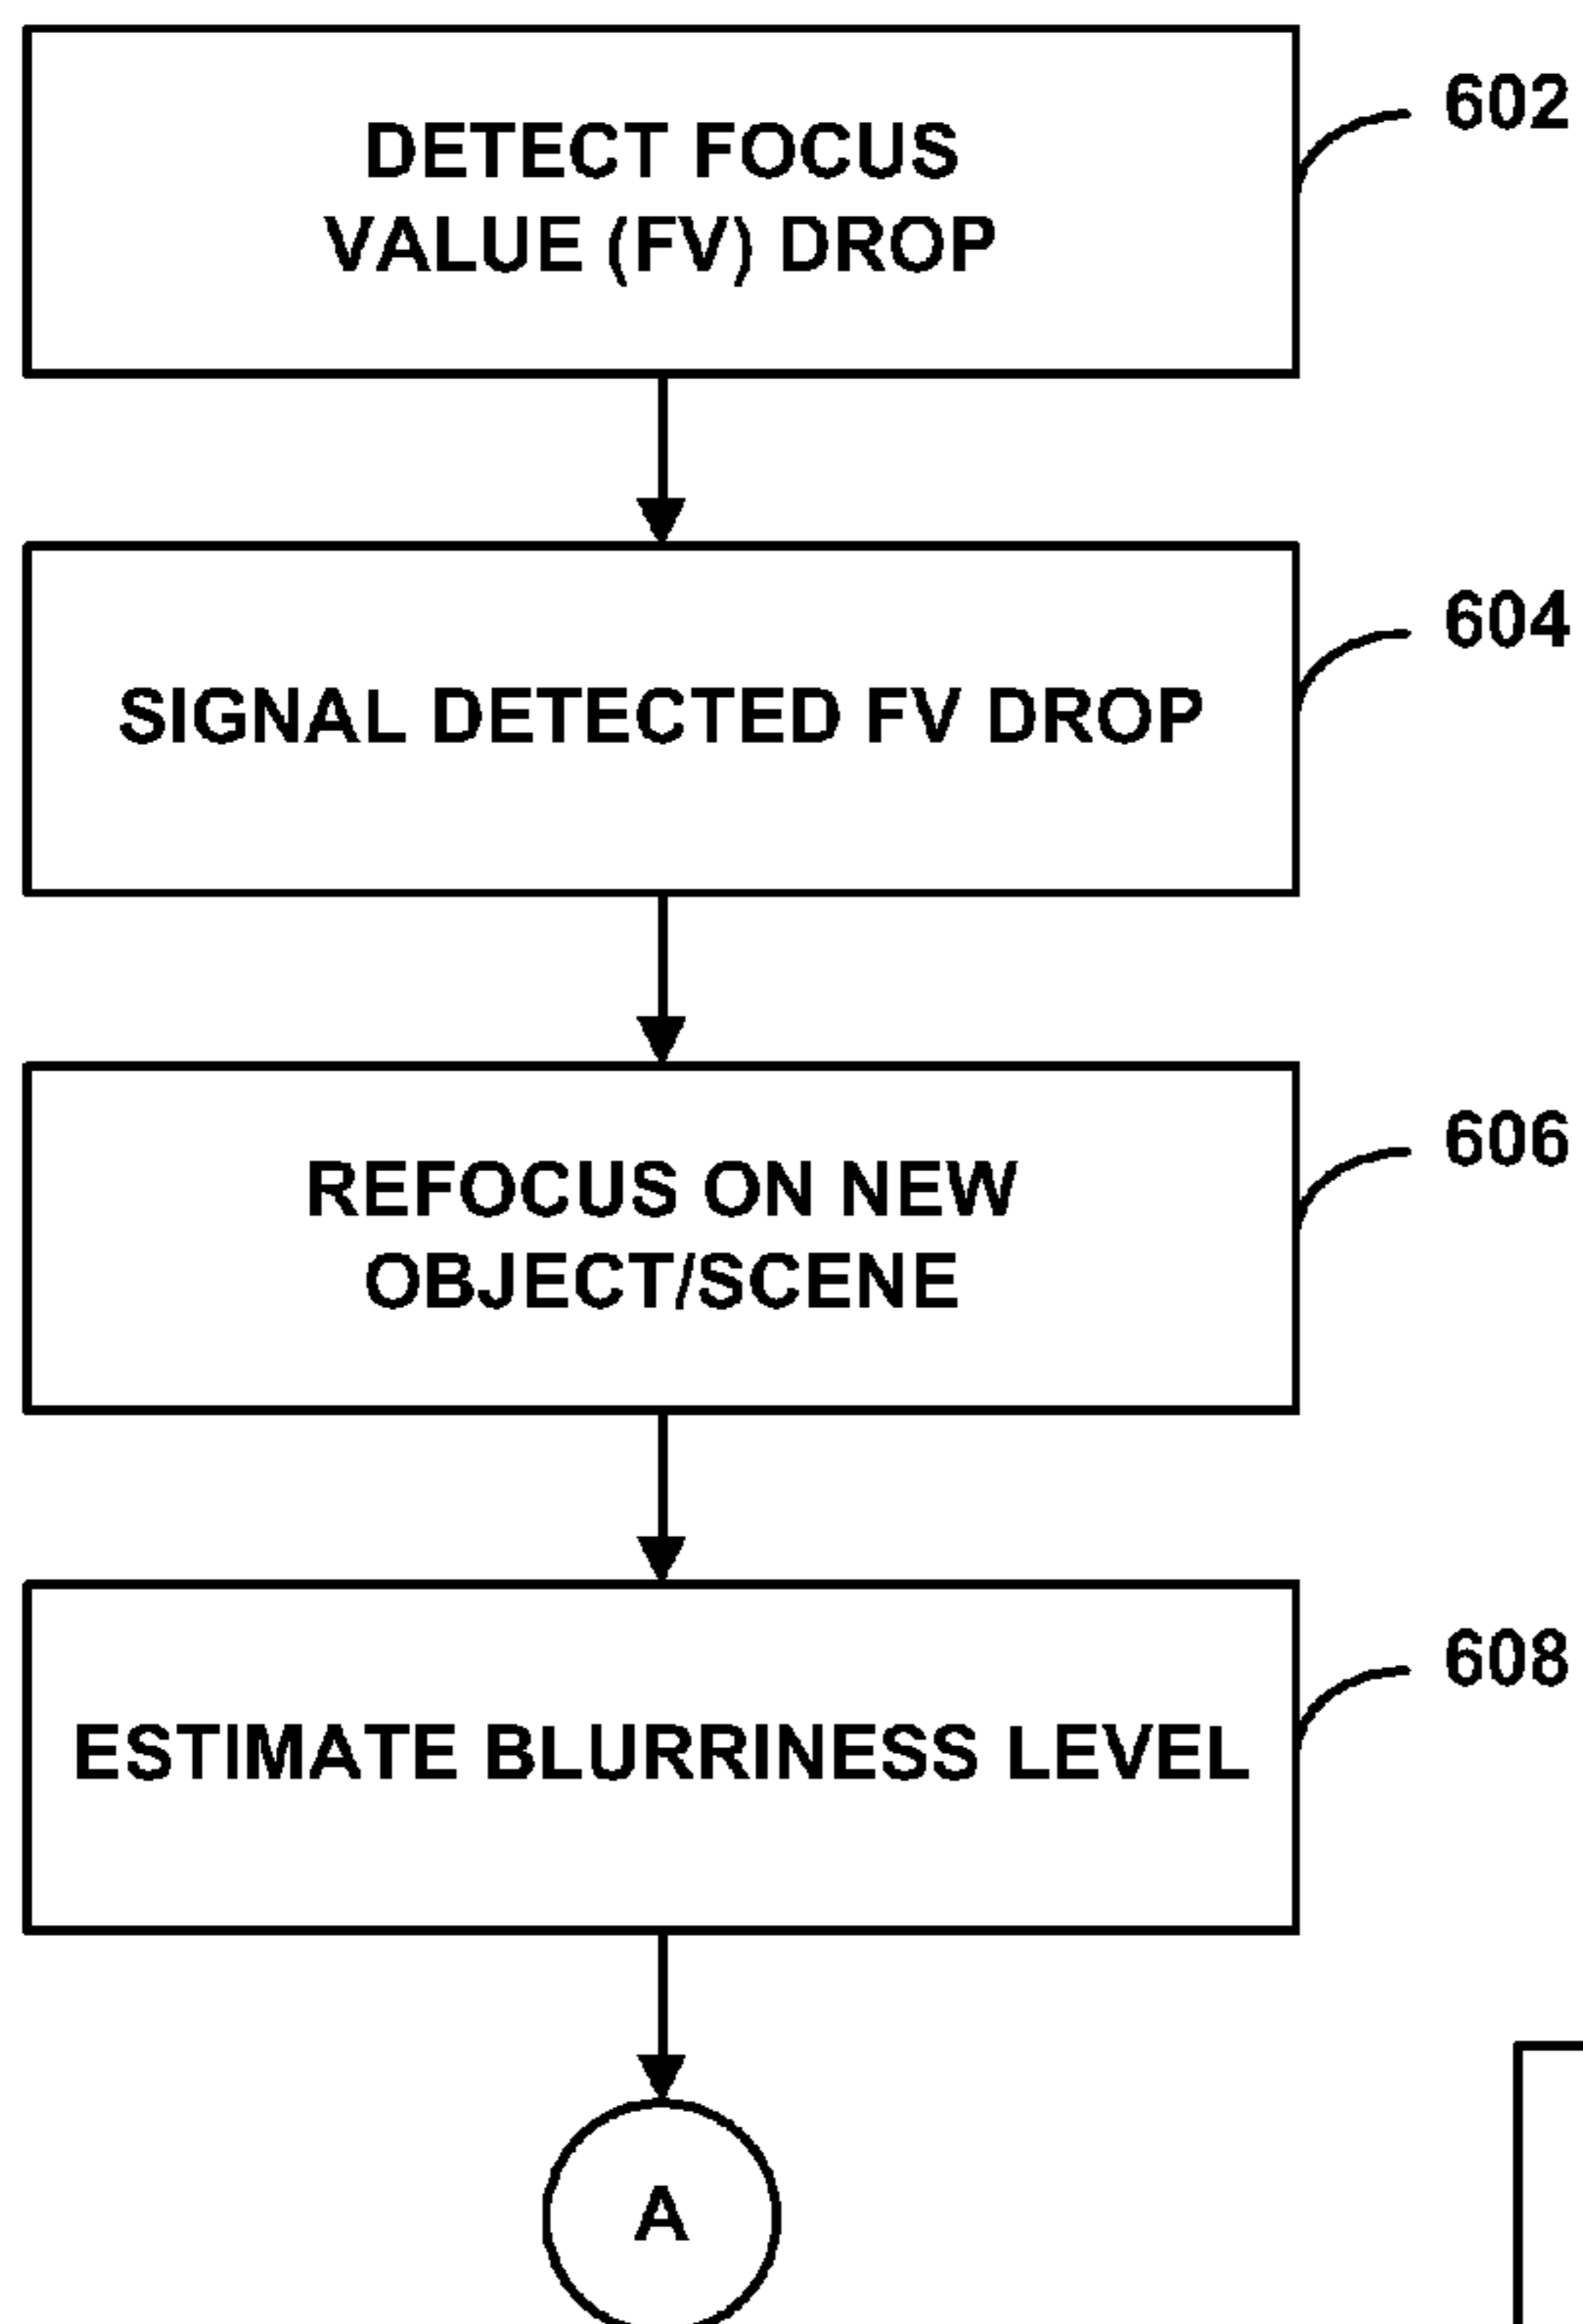 DETECT FOCUS
VALUE (FV) DROP
602
SIGNAL DETECTED FV DROP
604
REFOCUS ON NEW
OBJECT/SCENE
606
ESTIMATE BLURRINESS LEVEL
608
A